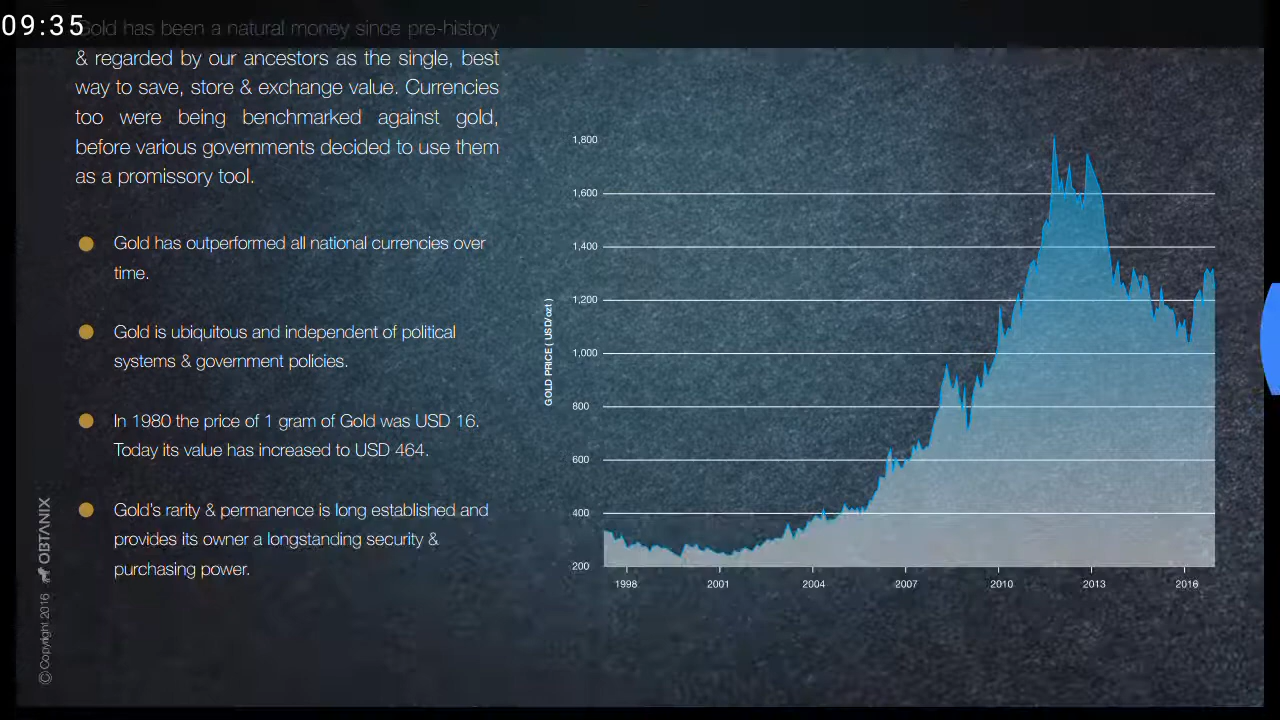 09:35
Gold has been a natural money since pre-history
& regarded by our ancestors as the single, best
way to save, store & exchange value. Currencies
too were being benchmarked against gold,
before various governments decided to use them
as a promissory tool.
Gold has outperformed all national currencies over
time.
Gold is ubiquitous and independent of political
systems & government policies.
In 1980 the price of 1 gram of Gold was USD 16.
Today its value has increased to USD 464.
Gold's rarity & permanence is long established and
provides its owner a longstanding security &
purchasing power.
© Copyright 2016 OBTANIX
GOLD PRICE ( USD/ozt )
1,800
1,600
1,400
1,200
1,000
800
600
400
200
1998 2001 2004 2007 2010 2013 2016